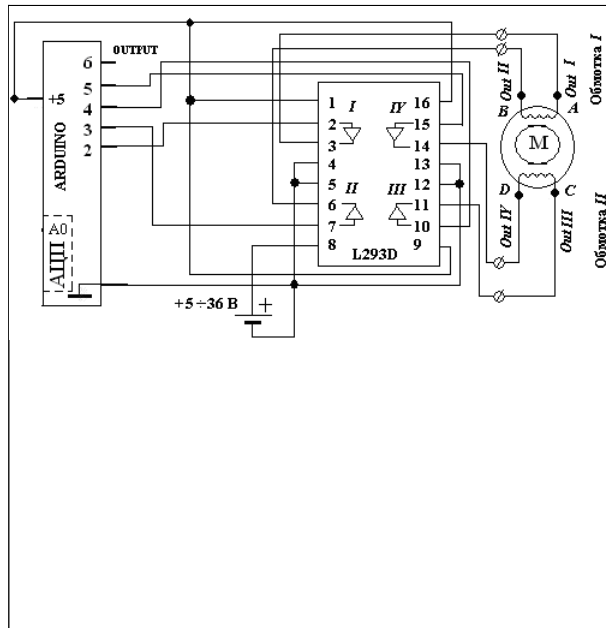 OUTPUT
6
5
4
3
2
+5
ARDUINO
A0
АЦП
1
2
3
4
5
6
7
8
I
II
IV
III
16
15
14
13
12
11
10
9
L293D
+5÷36 В
+
Out II
Out I
Обмотка I
B
A
M
D
C
Out IV
Out III
Обмотка II